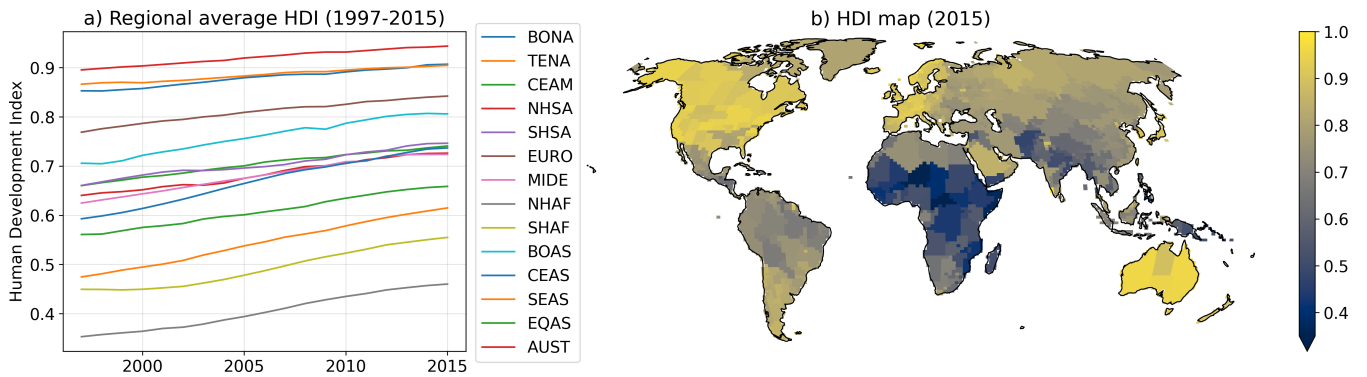 a) Regional average HDI (1997-2015)
Human Development Index
0.9
0.8
0.7
0.6
0.5
0.4
2000
2005
2010
2015
BONA
TENA
CEAM
NHSA
SHSA
EURO
MIDE
NHAF
SHAF
BOAS
CEAS
SEAS
EQAS
AUST
b) HDI map (2015)
1.0
0.9
0.8
0.7
0.6
0.5
0.4